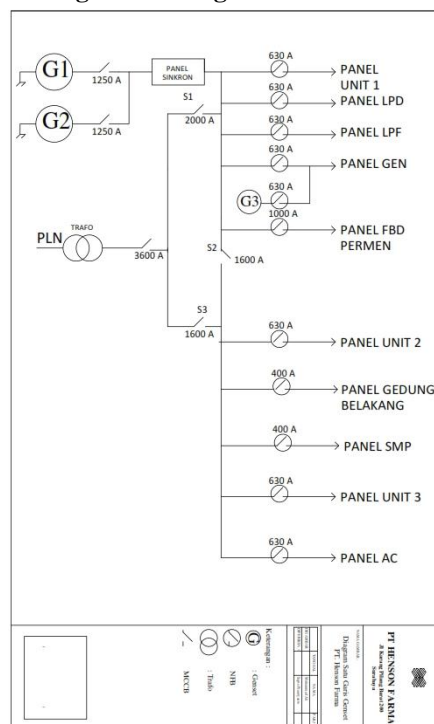 G1
1250 A
PANEL
SINKRON
G2
1250 A
S1
2000 A
PLN
TRAFO
3600 A
S2
1600 A
S3
1600 A
630 A
PANEL
UNIT 1
630 A
PANEL LPD
630 A
PANEL LPF
630 A
PANEL GEN
630 A
G3
1000 A
PANEL FBD
PERMEN
630 A
PANEL UNIT 2
400 A
PANEL GEDUNG
BELAKANG
400 A
PANEL SMP
630 A
PANEL UNIT 3
630 A
PANEL AC
Keterangan :
G
: Genset
NFB
: Trafo
MCCB
Diagram Satu Garis Genset
PT. Henson Farma
PT HENSON FARMA
Surabaya